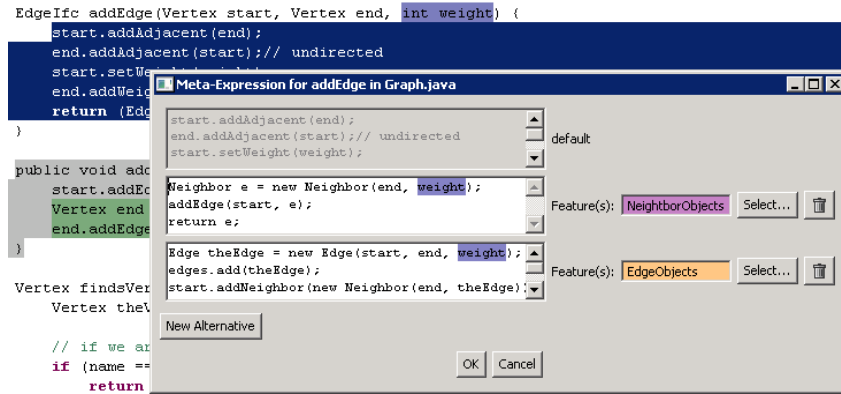 EdgeIfc addEdge(Vertex start, Vertex end, int weight) {
start.addAdjacent(end);
end.addAdjacent(start);// undirected
start.setWe
end.addWeig
return (Edg
}
public void add
start.addEd
Vertex end
end.addEdge
}
Vertex findsVer
Vertex theV
// if we ar
if (name ==
return
Meta-Expression for addEdge in Graph.java
start.addAdjacent(end);
end.addAdjacent(start);// undirected
start.setWeight(weight);
default
Neighbor e = new Neighbor(end, weight);
addEdge(start, e);
return e;
Feature(s): NeightborObjects Select...
Edge theEdge = new Edge(start, end, weight);
edges.add(theEdge);
start.addNeighbor(new Neighbor(end, theEdge));
Feature(s): EdgeObjects Select...
New Alternative
OK Cancel